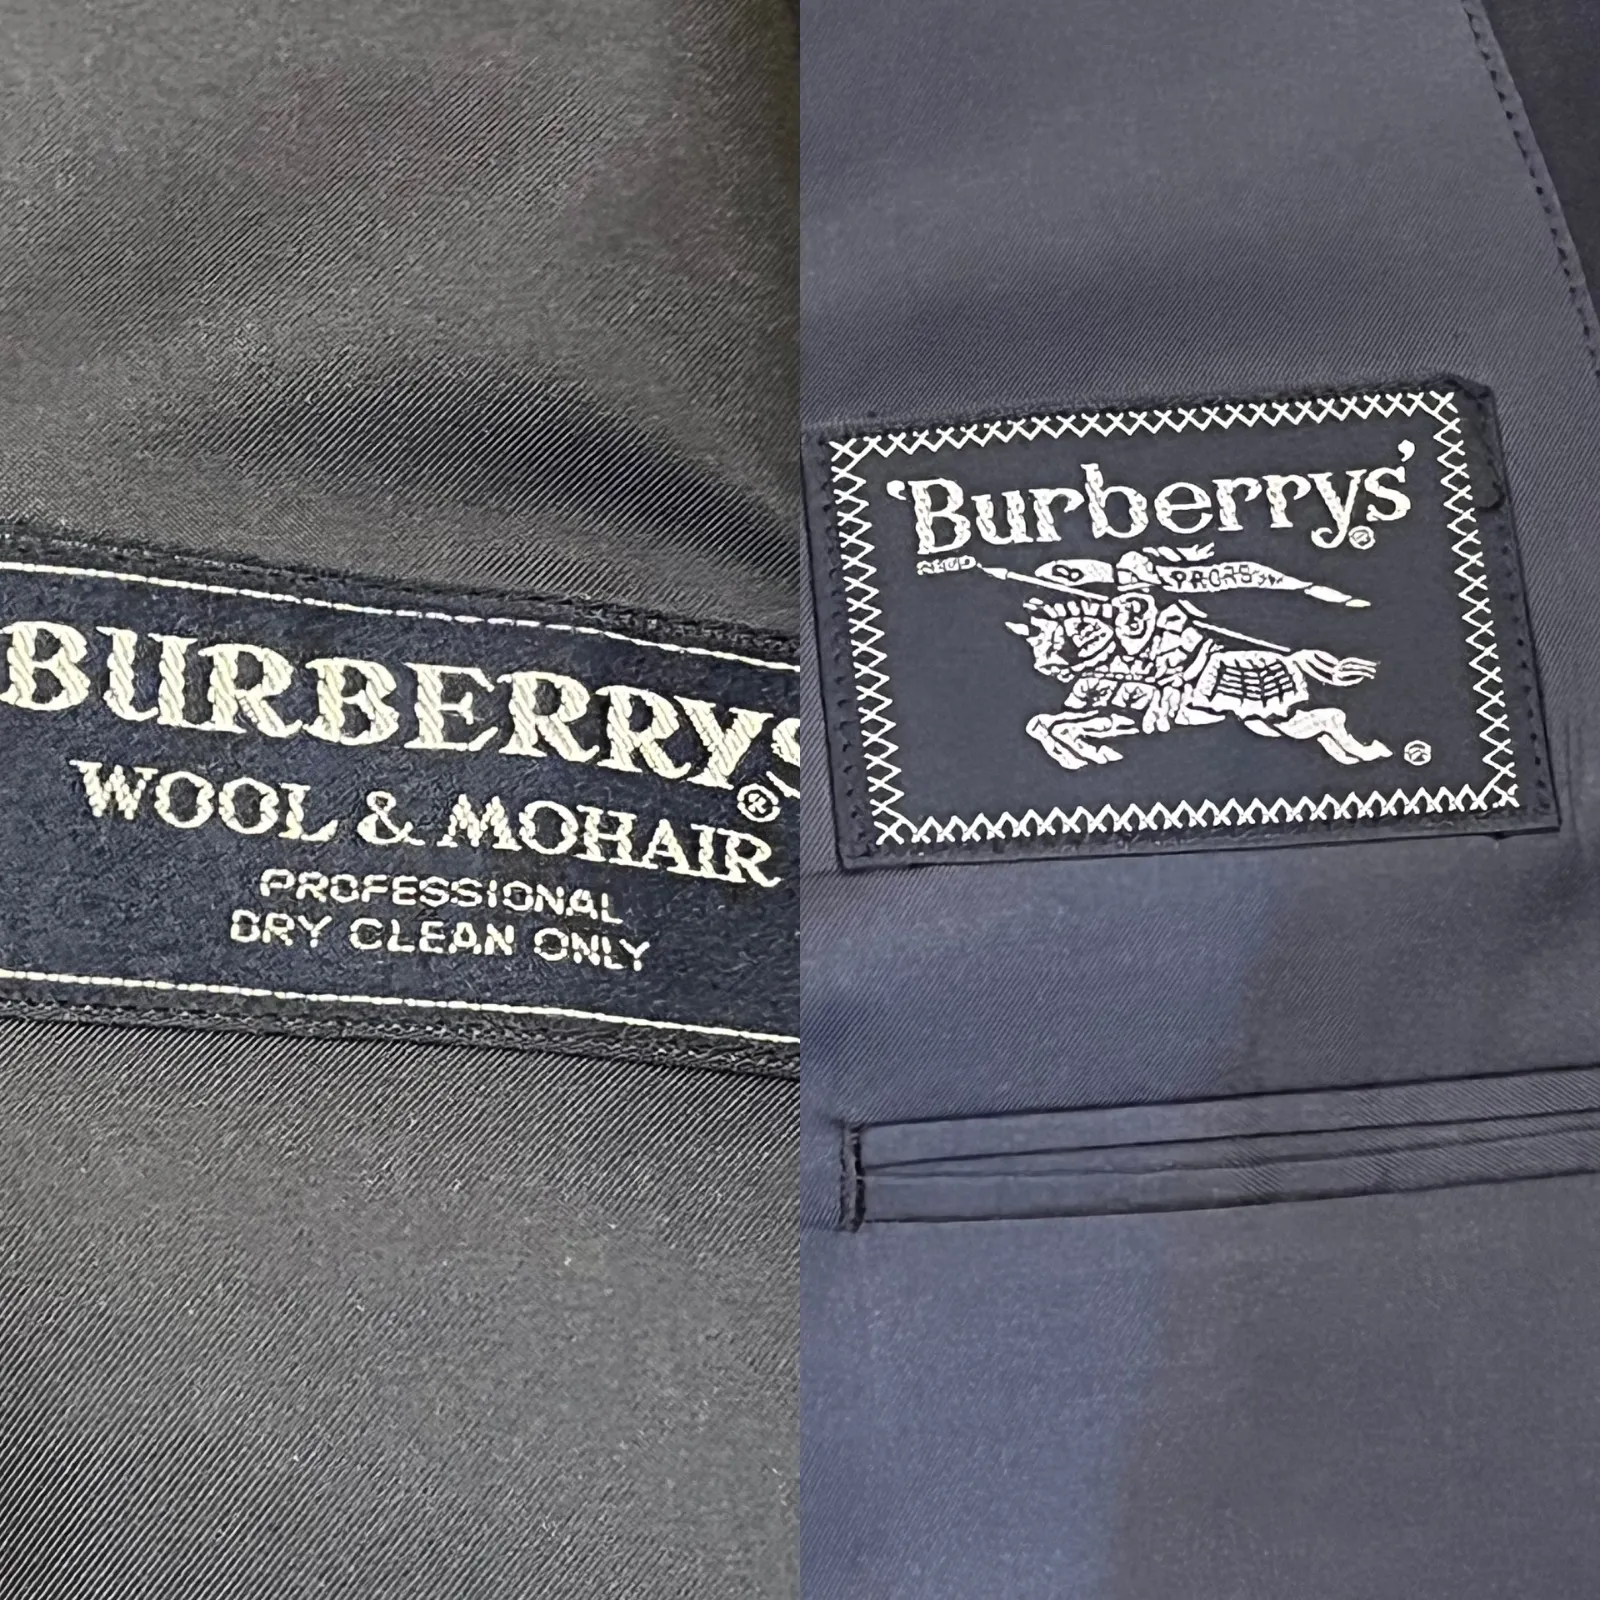 BURBERRYS®
WOOL & MOHAIR
PROFESSIONAL
DRY CLEAN ONLY
'Burberrys'
®
®